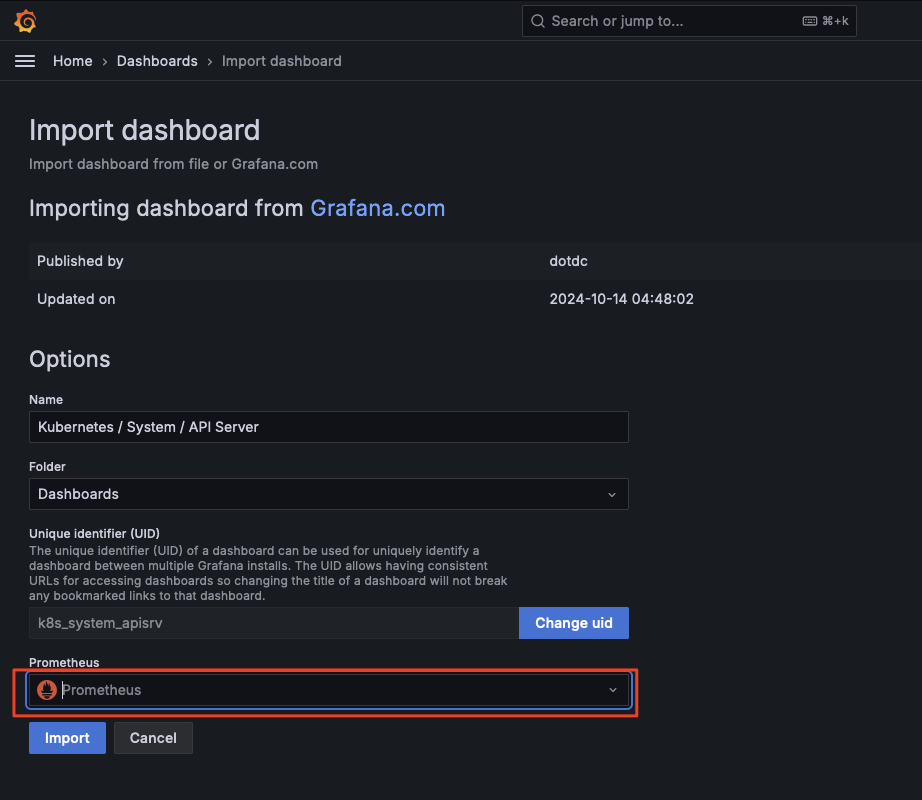 Search or jump to... ⌘+k
Home › Dashboards › Import dashboard
Import dashboard
Import dashboard from file or Grafana.com
Importing dashboard from Grafana.com
Published by dotdc
Updated on 2024-10-14 04:48:02
Options
Name
Kubernetes / System / API Server
Folder
Dashboards
Unique identifier (UID)
The unique identifier (UID) of a dashboard can be used for uniquely identify a
dashboard between multiple Grafana installs. The UID allows having consistent
URLs for accessing dashboards so changing the title of a dashboard will not break
any bookmarked links to that dashboard.
k8s_system_apisrv Change uid
Prometheus
Prometheus
Import Cancel